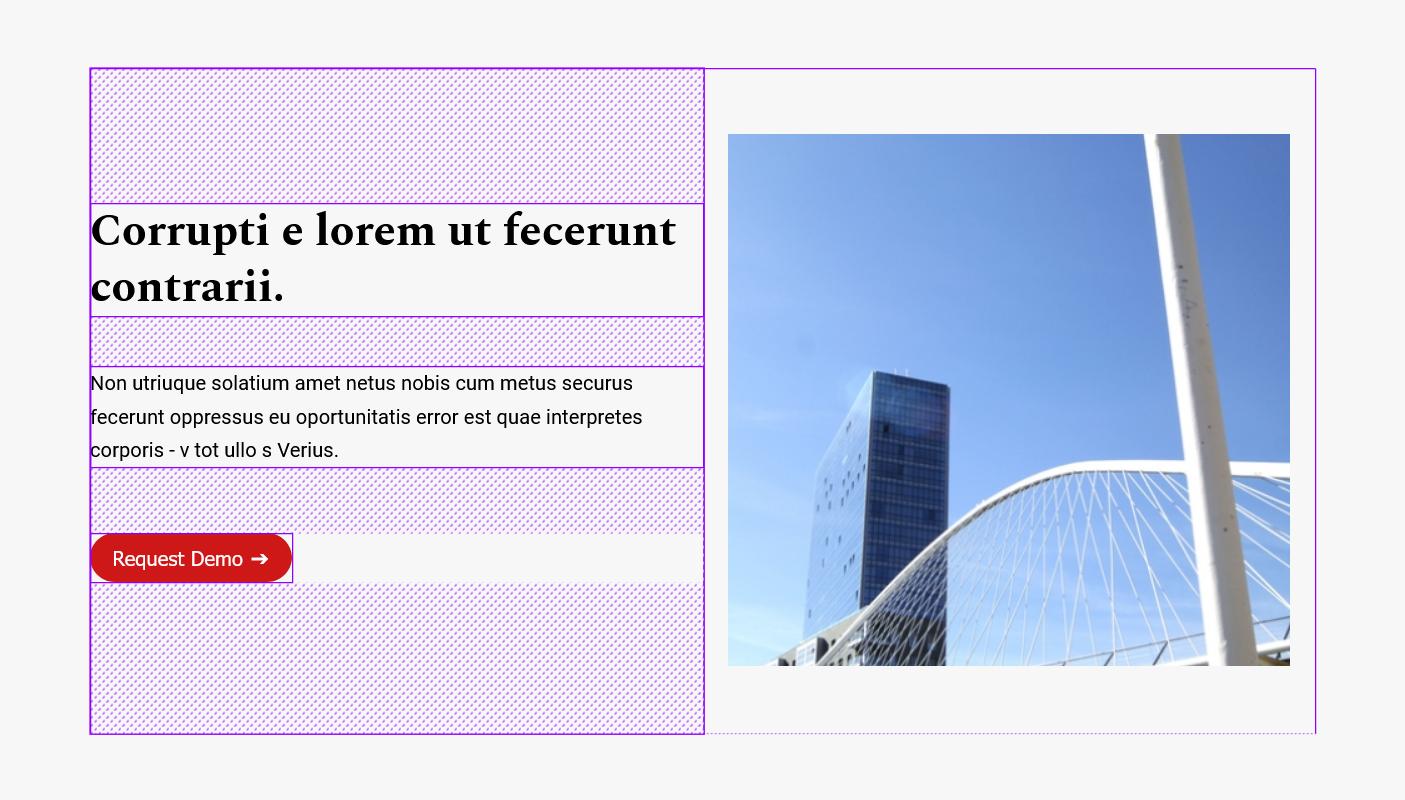 Corrupti e lorem ut fecerunt
contrarii.
Non utriuque solatium amet netus nobis cum metus securus
fecerunt oppressus eu oportunitatis error est quae interpretes
corporis - v tot ullo s Verius.
Request Demo ➔